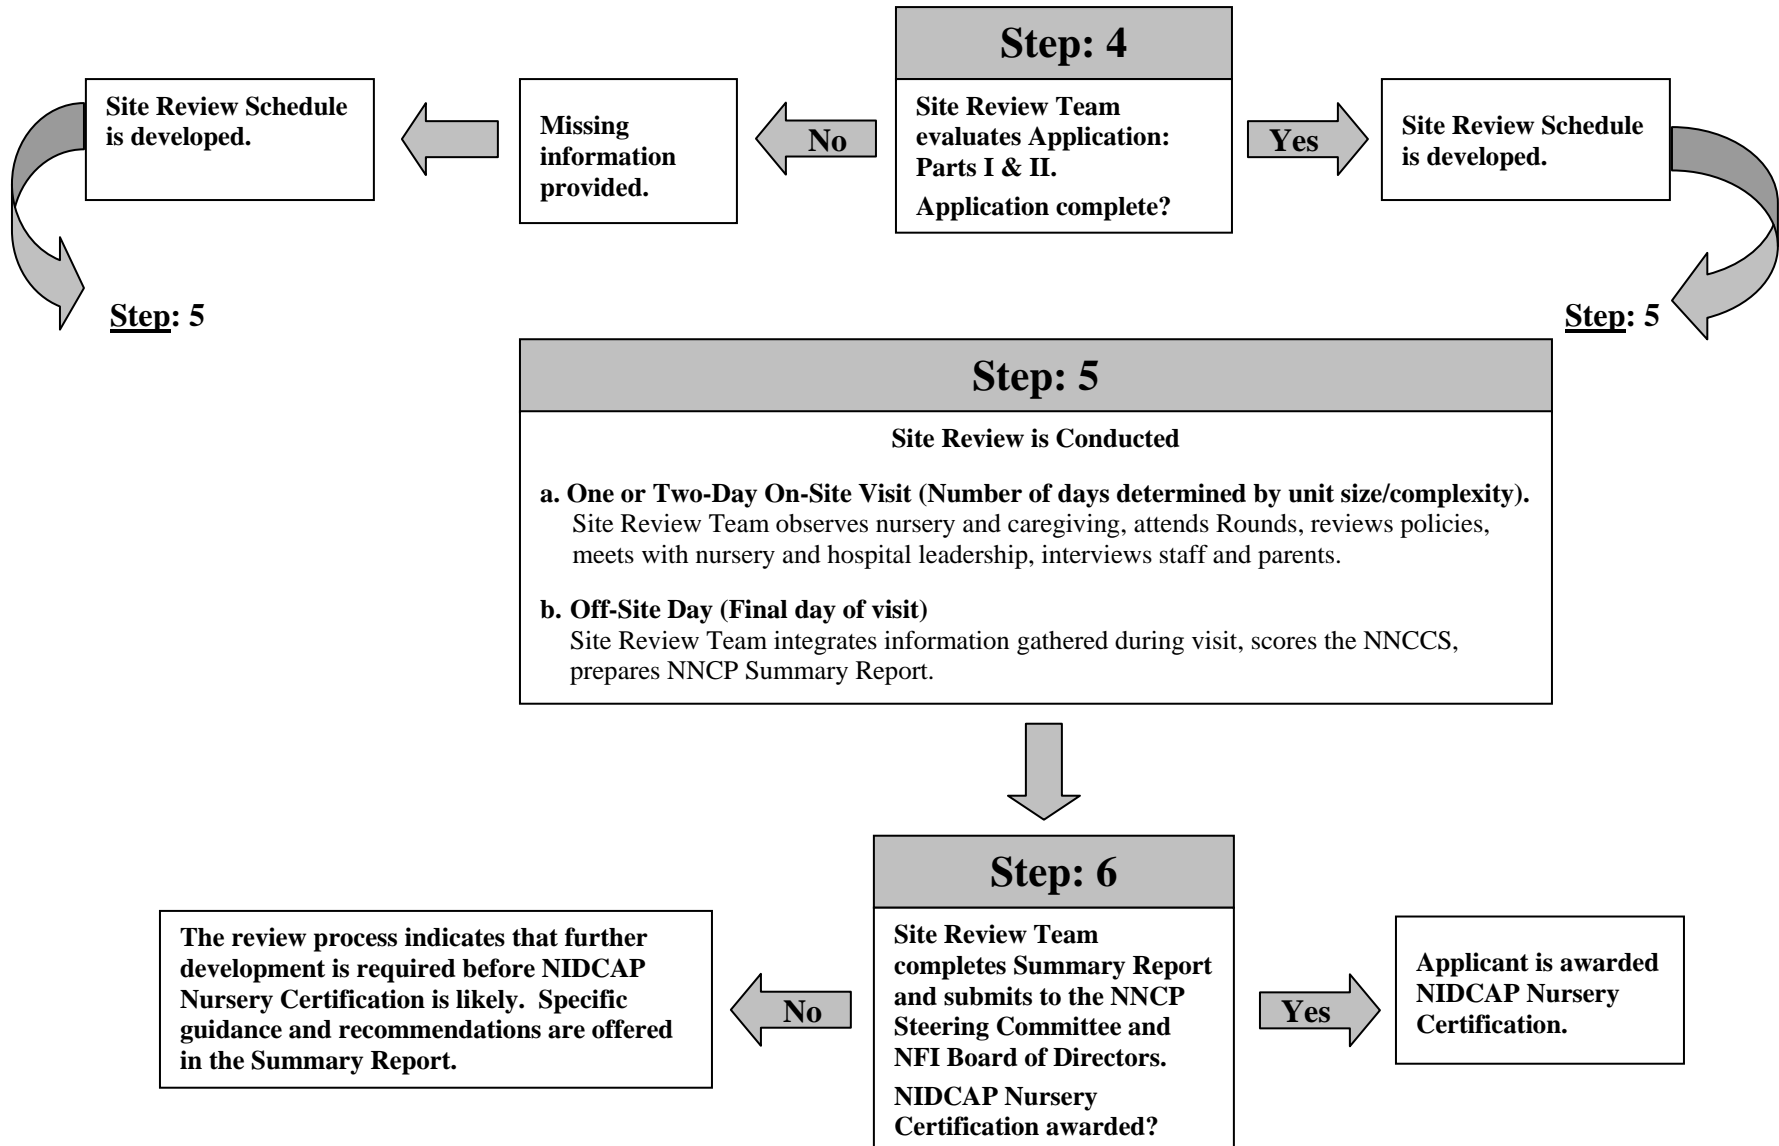 Step: 4
Site Review Schedule
is developed.
Missing
information
provided.
No
Site Review Team
evaluates Application:
Parts I & II.
Application complete?
Yes
Site Review Schedule
is developed.
Step: 5
Step: 5
Step: 5
Site Review is Conducted
a. One or Two-Day On-Site Visit (Number of days determined by unit size/complexity).
Site Review Team observes nursery and caregiving, attends Rounds, reviews policies,
meets with nursery and hospital leadership, interviews staff and parents.
b. Off-Site Day (Final day of visit)
Site Review Team integrates information gathered during visit, scores the NNCCS,
prepares NNCP Summary Report.
Step: 6
The review process indicates that further
development is required before NIDCAP
Nursery Certification is likely.  Specific
guidance and recommendations are offered
in the Summary Report.
No
Site Review Team
completes Summary Report
and submits to the NNCP
Steering Committee and
NFI Board of Directors.
NIDCAP Nursery
Certification awarded?
Yes
Applicant is awarded
NIDCAP Nursery
Certification.